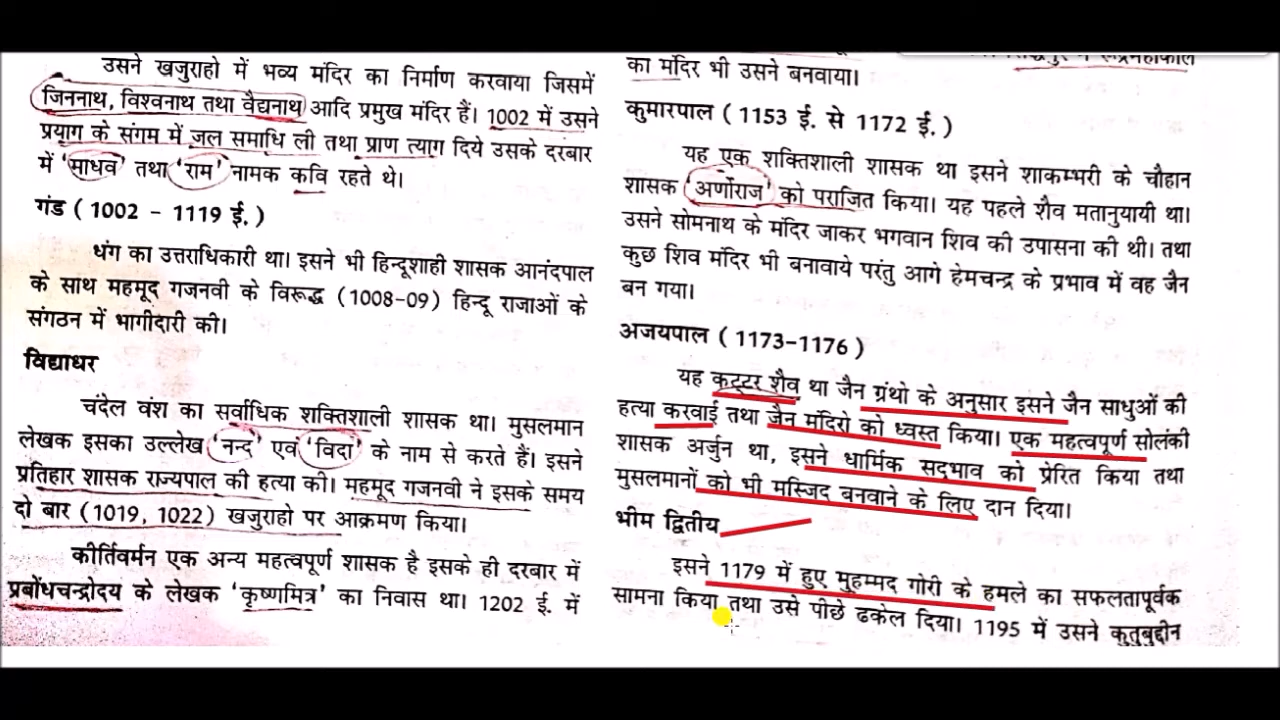 उसने खजुराहो में भव्य मंदिर का निर्माण करवाया जिसमें
जिननाथ, विश्वनाथ तथा वैद्यनाथ आदि प्रमुख मंदिर हैं। 1002 में उसने
प्रयाग के संगम में जल समाधि ली तथा प्राण त्याग दिये उसके दरबार
में 'माधव' तथा 'राम' नामक कवि रहते थे।
गंड (1002 - 1119 ई.)
धंग का उत्तराधिकारी था। इसने भी हिन्दूशाही शासक आनंदपाल
के साथ महमूद गजनवी के विरूद्ध (1008-09) हिन्दू राजाओं के
संगठन में भागीदारी की।
विद्याधर
चंदेल वंश का सर्वाधिक शक्तिशाली शासक था। मुसलमान
लेखक इसका उल्लेख 'नन्द' एवं 'विदा' के नाम से करते हैं। इसने
प्रतिहार शासक राज्यपाल की हत्या की। महमूद गजनवी ने इसके समय
दो बार (1019, 1022) खजुराहो पर आक्रमण किया।
कीर्तिवर्मन एक अन्य महत्वपूर्ण शासक है इसके ही दरबार में
प्रबोधचन्द्रोदय के लेखक 'कृष्णमित्र' का निवास था। 1202 ई. में
का मंदिर भी उसने बनवाया।
कुमारपाल (1153 ई. से 1172 ई.)
यह एक शक्तिशाली शासक था इसने शाकम्भरी के चौहान
शासक 'अर्णोराज' को पराजित किया। यह पहले शैव मतानुयायी था।
उसने सोमनाथ के मंदिर जाकर भगवान शिव की उपासना की थी। तथा
कुछ शिव मंदिर भी बनावाये परंतु आगे हेमचन्द्र के प्रभाव में वह जैन
बन गया।
अजयपाल (1173-1176)
यह कट्टर शैव था जैन ग्रंथो के अनुसार इसने जैन साधुओं की
हत्या करवाई तथा जैन मंदिरो को ध्वस्त किया। एक महत्वपूर्ण सोलंकी
शासक अर्जुन था, इसने धार्मिक सद्भाव को प्रेरित किया तथा
मुसलमानों को भी मस्जिद बनवाने के लिए दान दिया।
भीम द्वितीय
इसने 1179 में हुए मुहम्मद गोरी के हमले का सफलतापूर्वक
सामना किया तथा उसे पीछे ढकेल दिया। 1195 में उसने कुतुबुद्दीन